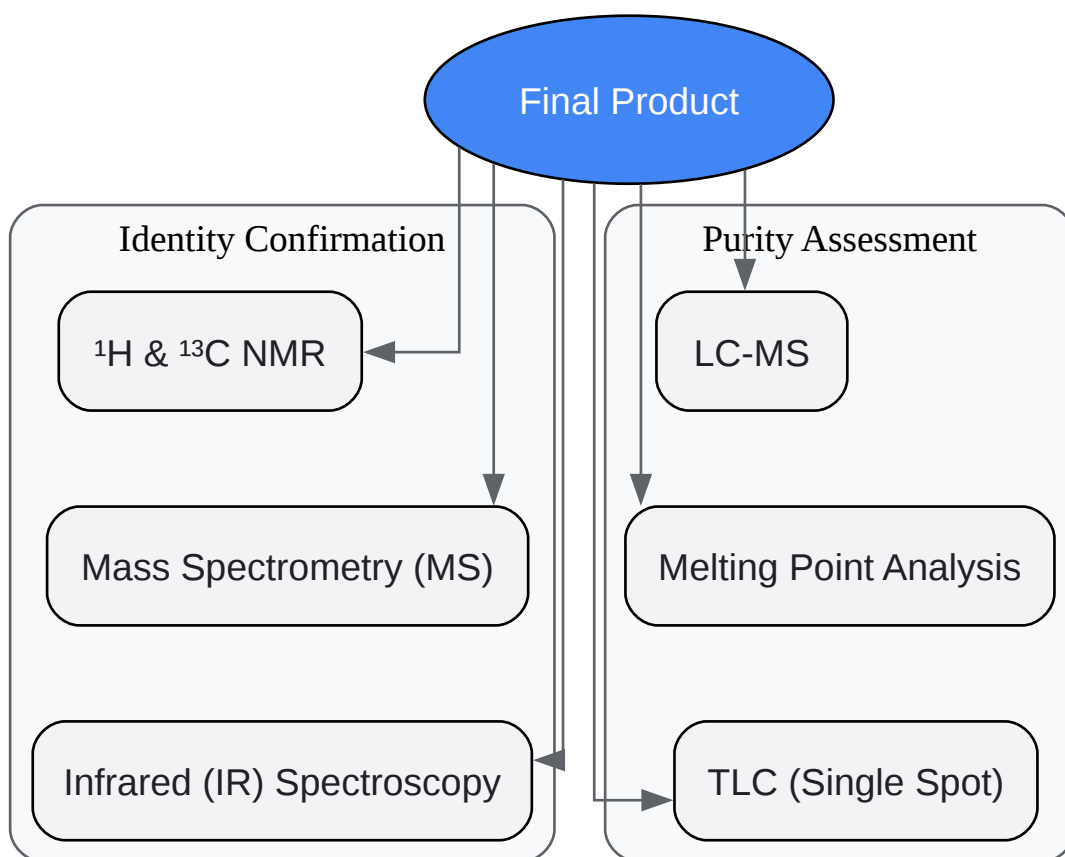 Final Product
Identity Confirmation
¹H & ¹³C NMR
Mass Spectrometry (MS)
Infrared (IR) Spectroscopy
Purity Assessment
LC-MS
Melting Point Analysis
TLC (Single Spot)